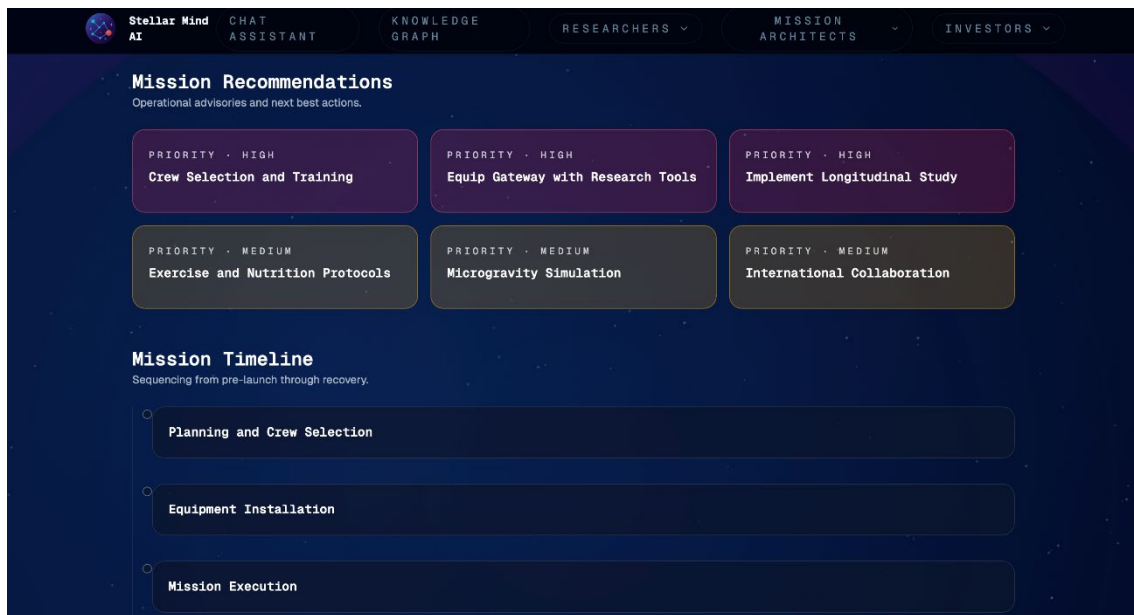 Stellar Mind
AI
CHAT
ASSISTANT
KNOWLEDGE
GRAPH
RESEARCHERS
MISSION
ARCHITECTS
INVESTORS
Mission Recommendations
Operational advisories and next best actions.
PRIORITY · HIGH
Crew Selection and Training
PRIORITY · HIGH
Equip Gateway with Research Tools
PRIORITY · HIGH
Implement Longitudinal Study
PRIORITY · MEDIUM
Exercise and Nutrition Protocols
PRIORITY · MEDIUM
Microgravity Simulation
PRIORITY · MEDIUM
International Collaboration
Mission Timeline
Sequencing from pre-launch through recovery.
Planning and Crew Selection
Equipment Installation
Mission Execution